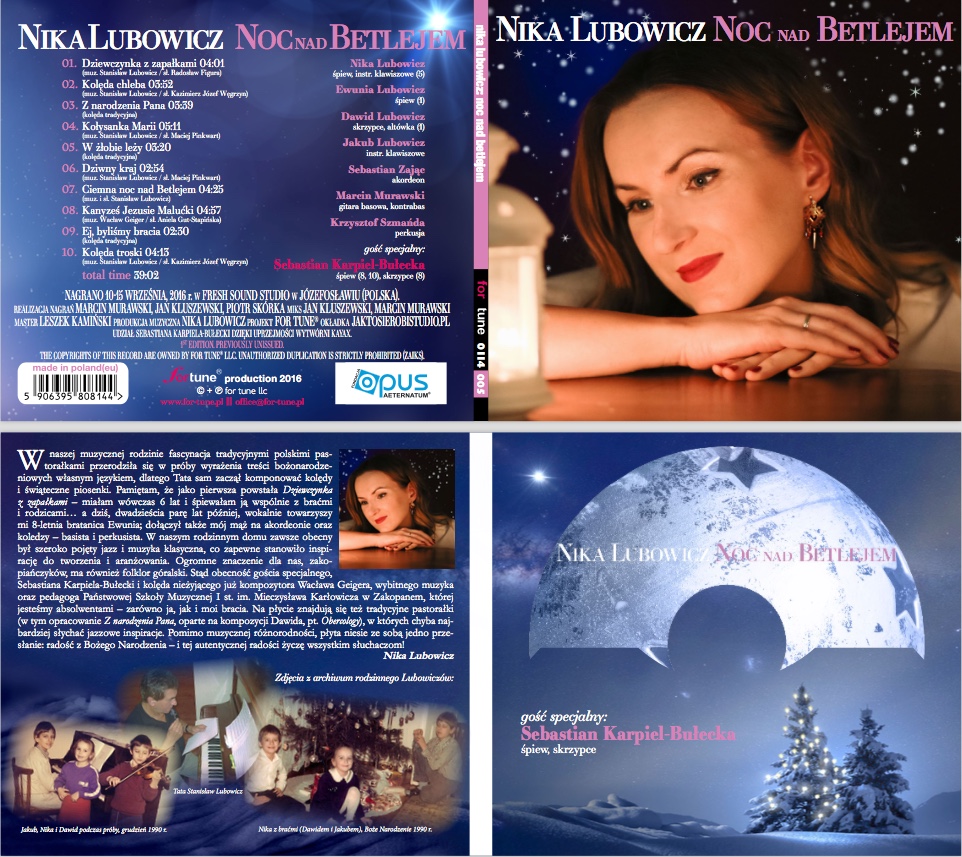 NIKA LUBOWICZ NOC NAD BETLEJEM
01. Dziewczynka z zapałkami 04:01
(muz. Stanisław Lubowicz / sł. Radosław Figura)
02. Kolęda chleba 03:52
(muz. Stanisław Lubowicz / sł. Kazimierz Józef Węgrzyn)
03. Z narodzenia Pana 03:39
(kolęda tradycyjna)
04. Kołysanka Marii 05:11
(muz. Stanisław Lubowicz / sł. Maciej Pinkwart)
05. W żłobie leży 03:20
(kolęda tradycyjna)
06. Dziwny kraj 02:54
(muz. Stanisław Lubowicz / sł. Maciej Pinkwart)
07. Ciemna noc nad Betlejem 04:25
(muz. i sł. Stanisław Lubowicz)
08. Kanyześ Jezusie Malućki 04:57
(muz. Wacław Geiger / sł. Aniela Gut-Stapińska)
09. Ej, byliśmy bracia 02:30
(kolęda tradycyjna)
10. Kolęda troski 04:13
(muz. Stanisław Lubowicz / sł. Kazimierz Józef Węgrzyn)
total time 39:02
Nika Lubowicz
śpiew, instr. klawiszowe (5)
Ewunia Lubowicz
śpiew (1)
Dawid Lubowicz
skrzypce, altówka (1)
Jakub Lubowicz
instr. klawiszowe
Sebastian Zając
akordeon
Marcin Murawski
gitara basowa, kontrabas
Krzysztof Szmańda
perkusja
gość specjalny:
Sebastian Karpiel-Bułecka
śpiew (8, 10), skrzypce (8)
NAGRANO 10-15 WRZEŚNIA, 2016 r. w FRESH SOUND STUDIO w JÓZEFOSŁAWIU (POLSKA).
REALIZACJA NAGRAŃ MARCIN MURAWSKI, JAN KLUSZEWSKI, PIOTR SKÓRKA MIKS JAN KLUSZEWSKI, MARCIN MURAWSKI
MASTER LESZEK KAMIŃSKI PRODUKCJA MUZYCZNA NIKA LUBOWICZ PROJEKT FOR TUNE® OKŁADKA JAKTOSIEROBISTUDIO.PL
UDZIAŁ SEBASTIANA KARPIELA-BUŁECKI DZIĘKI UPRZEJMOŚCI WYTWÓRNI KAYAX.
1ST EDITION. PREVIOUSLY UNISSUED.
THE COPYRIGHTS OF THIS RECORD ARE OWNED BY FOR TUNE® LLC. UNAUTHORIZED DUPLICATION IS STRICTLY PROHIBITED (ZAIKS).
made in poland(eu)
5 906395 808144 >
for tune® production 2016
© + ℗ for tune llc
www.for-tune.pl || office@for-tune.pl
opus
AETERNATUM®
nika lubowicz: noc nad betlejem
for tune 0114 005
NIKA LUBOWICZ NOC NAD BETLEJEM
W naszej muzycznej rodzinie fascynacja tradycyjnymi polskimi pas-
torałkami przerodziła się w próby wyrażenia treści bożonarodze-
niowych własnym językiem, dlatego Tata sam zaczął komponować kolędy
i świąteczne piosenki. Pamiętam, że jako pierwsza powstała Dziewczynka
z zapałkami – miałam wówczas 6 lat i śpiewałam ją wspólnie z braćmi
i rodzicami... a dziś, dwadzieścia parę lat później, wokalnie towarzyszy
mi 8-letnia bratanica Ewunia; dołączył także mój mąż na akordeonie oraz
koledzy – basista i perkusista. W naszym rodzinnym domu zawsze obecny
był szeroko pojęty jazz i muzyka klasyczna, co zapewne stanowiło inspi-
rację do tworzenia i aranżowania. Ogromne znaczenie dla nas, zako-
piańczyków, ma również folklor góralski. Stąd obecność gościa specjalnego,
Sebastiana Karpiela-Bułecki i kolęda nieżyjącego już kompozytora Wacława Geigera, wybitnego muzyka
oraz pedagoga Państwowej Szkoły Muzycznej I st. im. Mieczysława Karłowicza w Zakopanem, której
jesteśmy absolwentami – zarówno ja, jak i moi bracia. Na płycie znajdują się też tradycyjne pastorałki
(w tym opracowanie Z narodzenia Pana, oparte na kompozycji Dawida, pt. Oberology), w których chyba naj-
bardziej słychać jazzowe inspiracje. Pomimo muzycznej różnorodności, płyta niesie ze sobą jedno prze-
słanie: radość z Bożego Narodzenia – i tej autentycznej radości życzę wszystkim słuchaczom!
Nika Lubowicz
Zdjęcia z archiwum rodzinnego Lubowiczów:
Tata Stanisław Lubowicz
Jakub, Nika i Dawid podczas próby, grudzień 1990 r.
Nika z braćmi (Dawidem i Jakubem), Boże Narodzenie 1990 r.
NIKA LUBOWICZ NOC NAD BETLEJEM
gość specjalny:
Sebastian Karpiel-Bułecka
śpiew, skrzypce